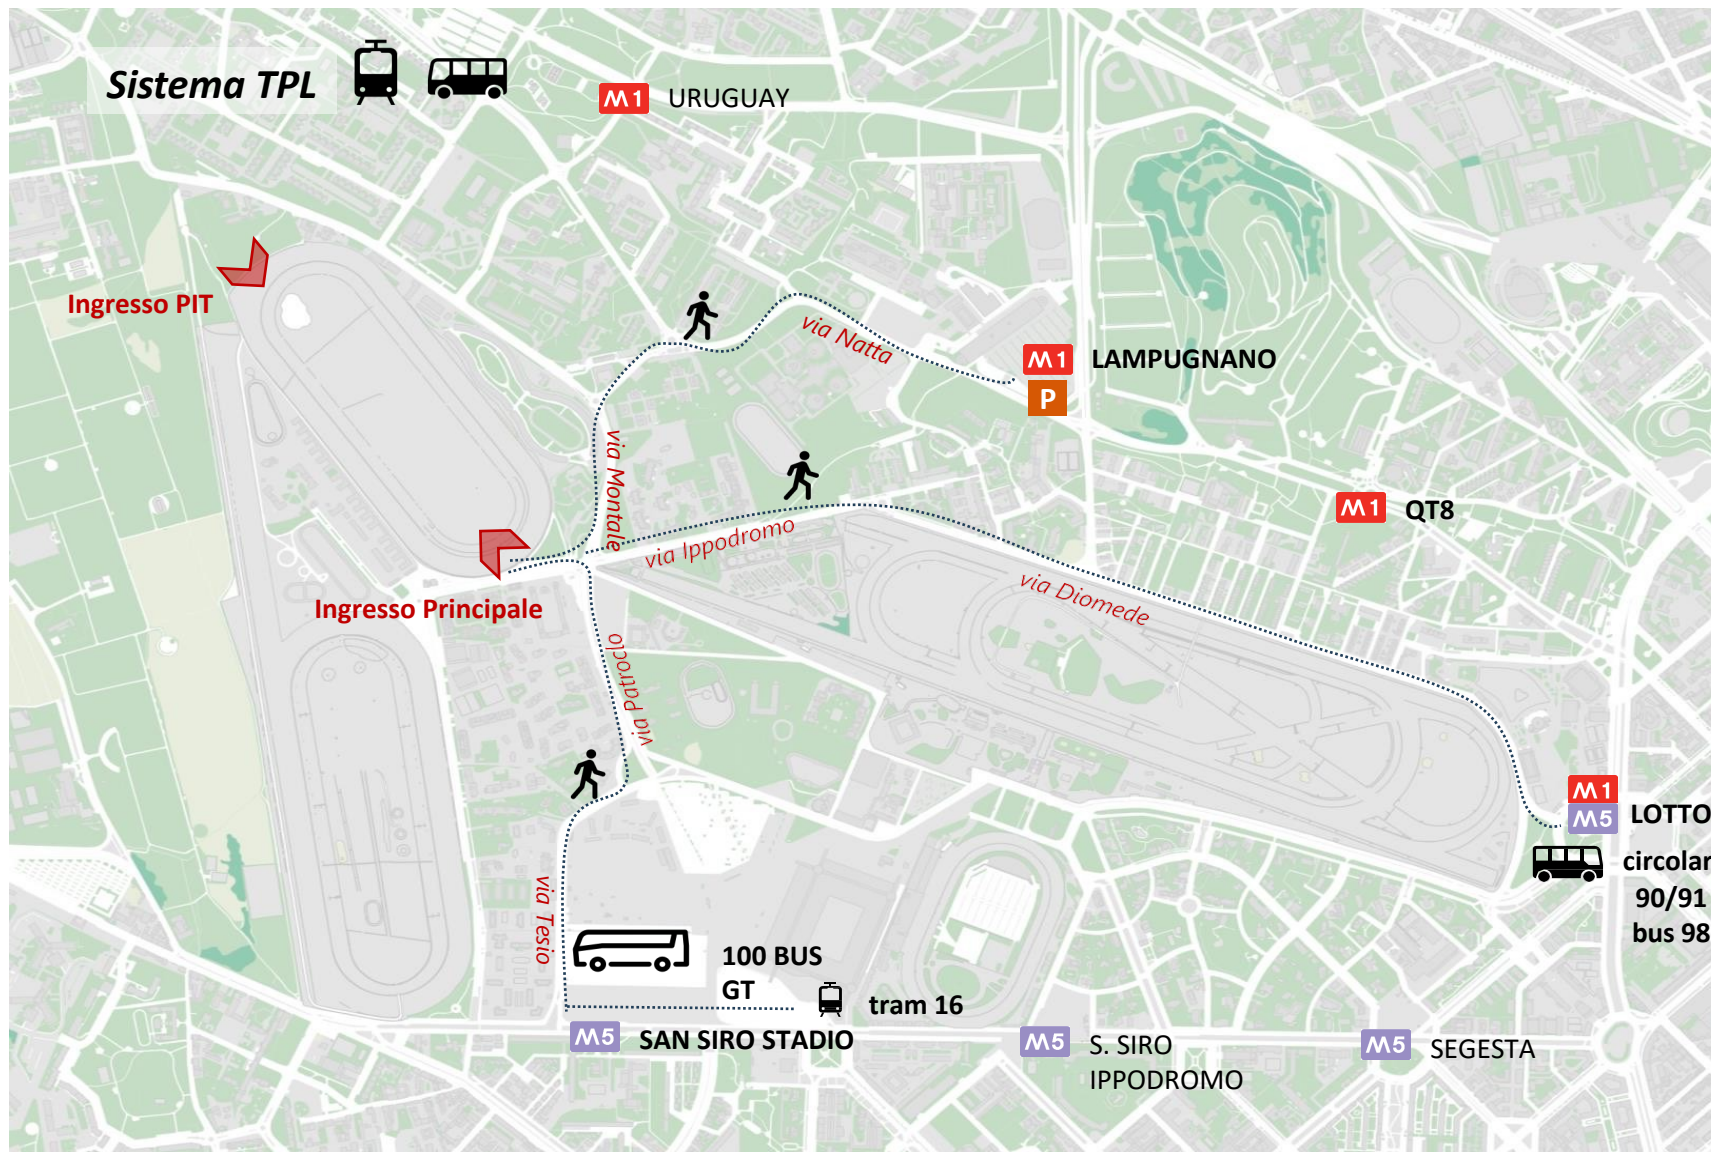 Sistema TPL
M1 URUGUAY
Ingresso PIT
via Natta
M1 LAMPUGNANO
P
via Montale
M1 QT8
via Ippodromo
via Diomede
Ingresso Principale
via Patroclo
M1
M5 LOTTO
circolar
90/91
bus 98
via Tesio
100 BUS
GT
tram 16
M5 SAN SIRO STADIO
M5 S. SIRO
IPPODROMO
M5 SEGESTA